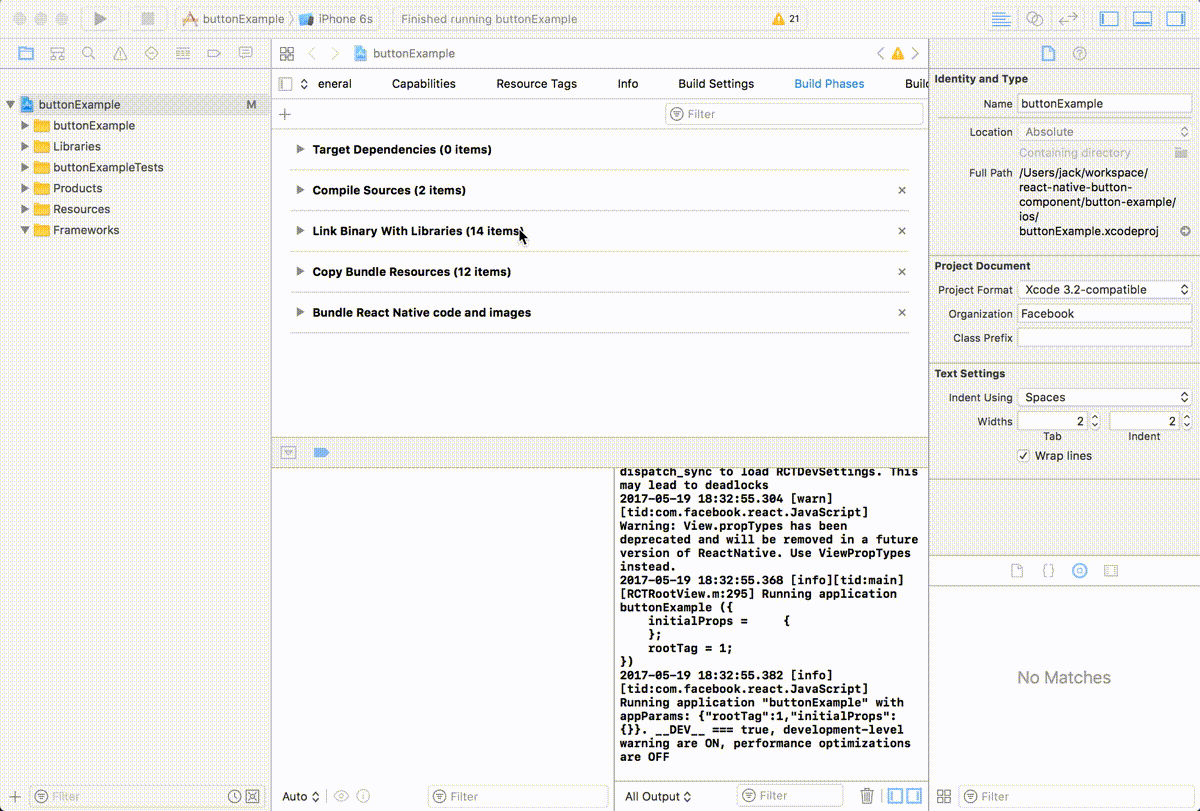 buttonExample
iPhone 6s
Finished running buttonExample
21
buttonExample
eneral
Capabilities
Resource Tags
Info
Build Settings
Build Phases
Buil
Filter
buttonExample
M
buttonExample
Libraries
buttonExampleTests
Products
Resources
Frameworks
Target Dependencies (0 items)
Compile Sources (2 items)
Link Binary With Libraries (14 items)
Copy Bundle Resources (12 items)
Bundle React Native code and images
dispatch_sync to load RCTDevSettings. This
may lead to deadlocks
2017-05-19 18:32:55.304 [warn]
[tid:com.facebook.react.JavaScript]
Warning: View.propTypes has been
deprecated and will be removed in a future
version of ReactNative. Use ViewPropTypes
instead.
2017-05-19 18:32:55.368 [info][tid:main]
[RCTRootView.m:295] Running application
buttonExample ({
initialProps =     {
};
rootTag = 1;
})
2017-05-19 18:32:55.382 [info]
[tid:com.facebook.react.JavaScript]
Running application "buttonExample" with
appParams: {"rootTag":1,"initialProps":
{}}. __DEV__ === true, development-level
warning are ON, performance optimizations
are OFF
Identity and Type
Name buttonExample
Location Absolute
Containing directory
Full Path /Users/jack/workspace/
react-native-button-
component/button-example/
ios/
buttonExample.xcodeproj
Project Document
Project Format Xcode 3.2-compatible
Organization Facebook
Class Prefix
Text Settings
Indent Using Spaces
Widths 2 2
Tab Indent
Wrap lines
No Matches
Filter
Auto
Filter
All Output
Filter
Filter